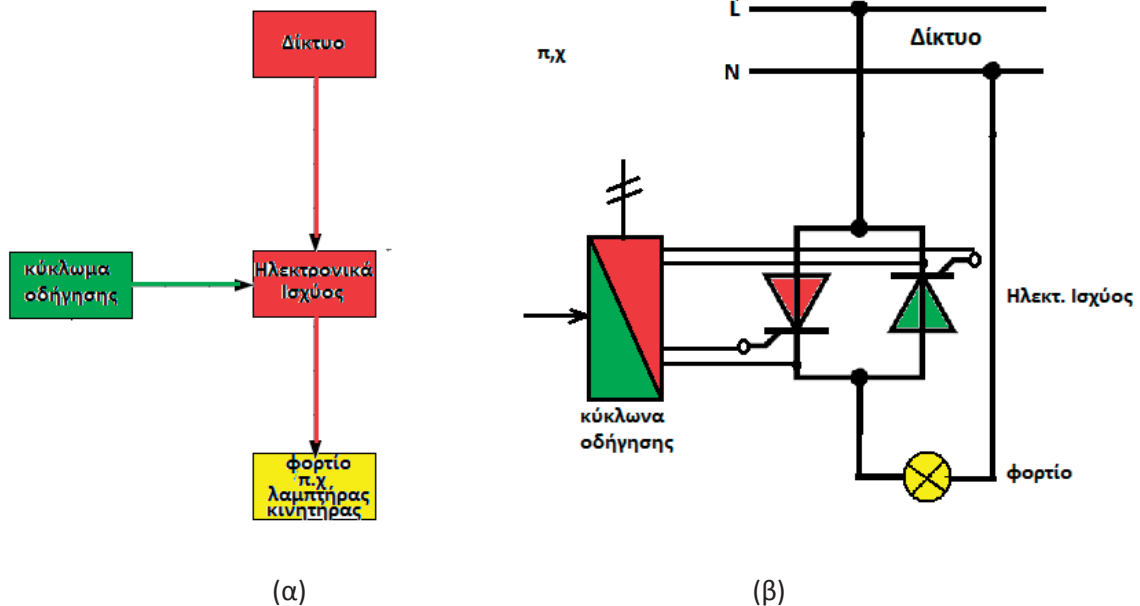 Δίκτυο
κύκλωμα
οδήγησης
Ηλεκτρονικά
Ισχύος
φορτίο
π.χ
λαμπτήρας
κινητήρας
(α)
π,χ
L
Δίκτυο
N
Ηλεκτ. Ισχύος
κύκλωνα
οδήγησης
φορτίο
(β)